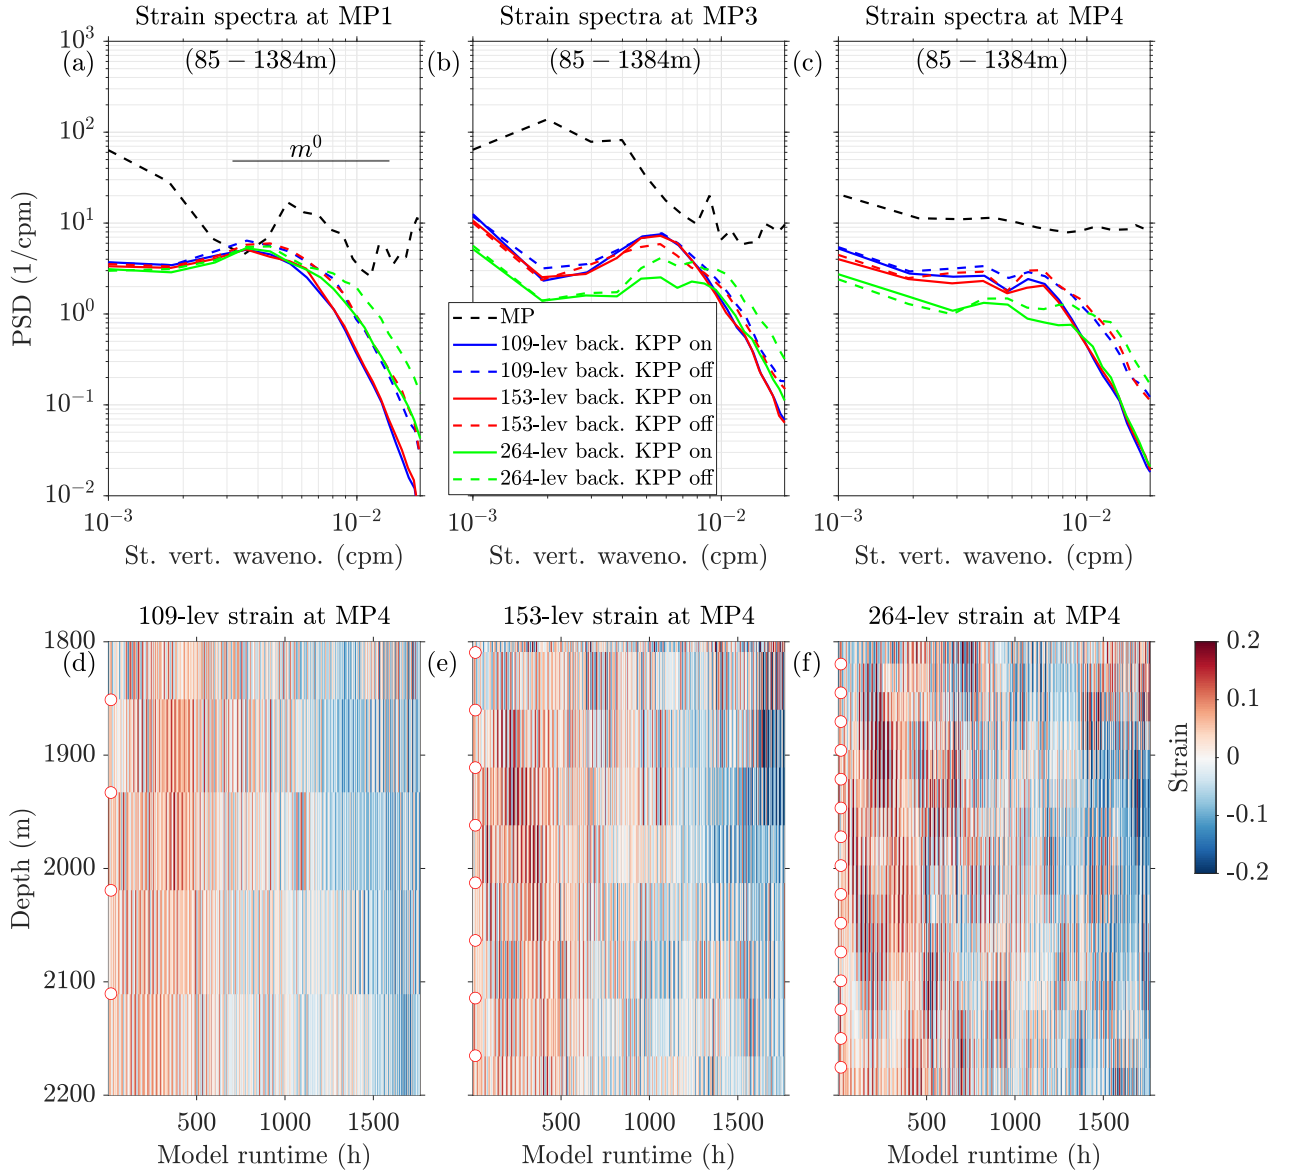 Strain spectra at MP1
Strain spectra at MP3
Strain spectra at MP4
(a)
(85 − 1384m)
(b)
(85 − 1384m)
(c)
(85 − 1384m)
PSD (1/cpm)
10³
10²
10¹
10⁰
10⁻¹
10⁻²
m⁰
MP
109-lev back. KPP on
109-lev back. KPP off
153-lev back. KPP on
153-lev back. KPP off
264-lev back. KPP on
264-lev back. KPP off
10⁻³ 10⁻²
10⁻³ 10⁻²
10⁻³ 10⁻²
St. vert. waveno. (cpm)
St. vert. waveno. (cpm)
St. vert. waveno. (cpm)
109-lev strain at MP4
153-lev strain at MP4
264-lev strain at MP4
(d)
(e)
(f)
Depth (m)
1800
1900
2000
2100
2200
500 1000 1500
500 1000 1500
500 1000 1500
Model runtime (h)
Model runtime (h)
Model runtime (h)
0.2
0.1
0
-0.1
-0.2
Strain